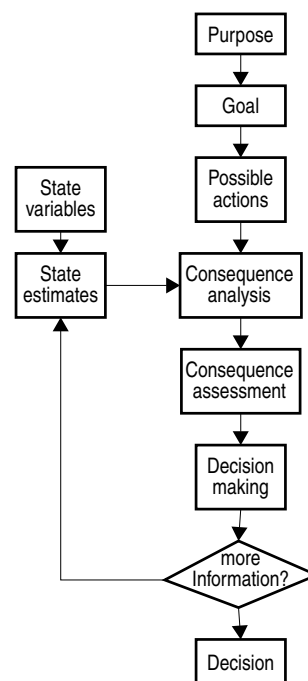 Purpose
Goal
Possible
actions
State
variables
State
estimates
Consequence
analysis
Consequence
assessment
Decision
making
more
Information?
Decision